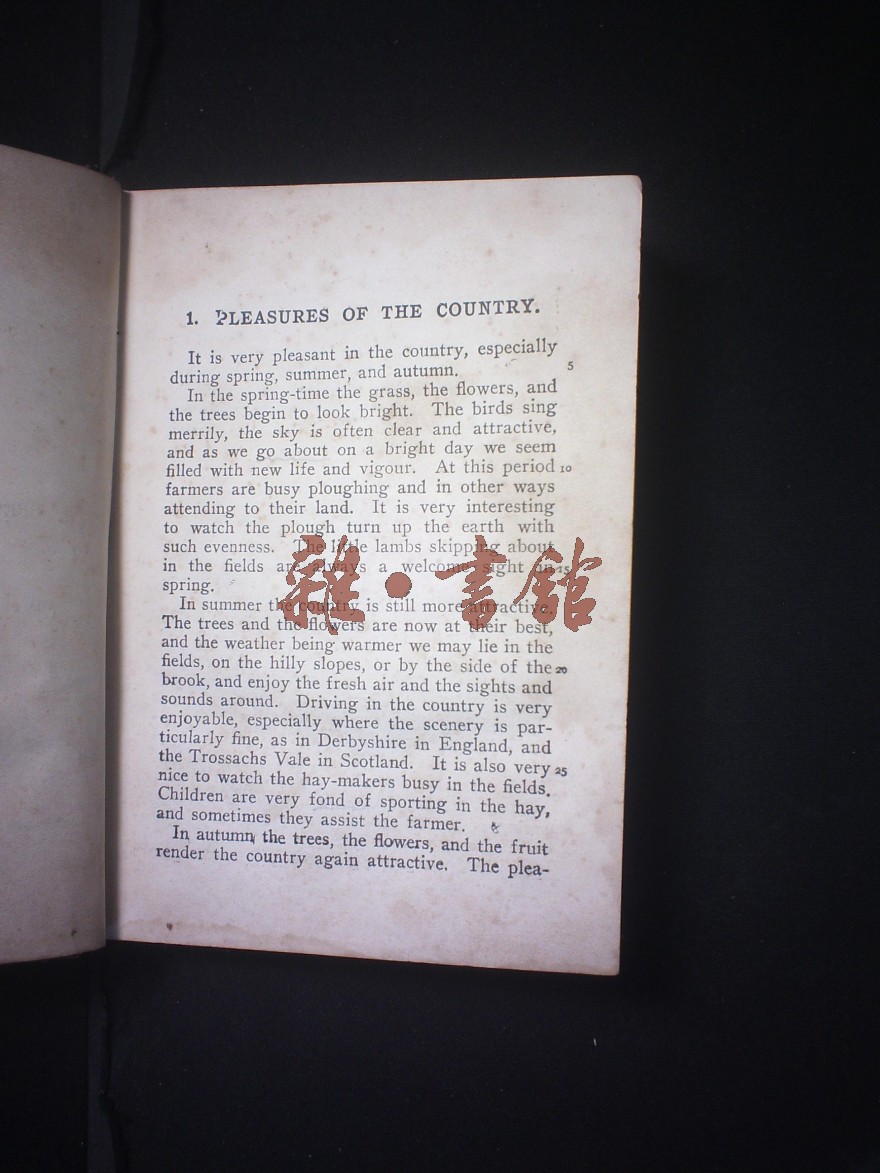 1. PLEASURES OF THE COUNTRY.
It is very pleasant in the country, especially
during spring, summer, and autumn. 5
In the spring-time the grass, the flowers, and
the trees begin to look bright. The birds sing
merrily, the sky is often clear and attractive,
and as we go about on a bright day we seem
filled with new life and vigour. At this period 10
farmers are busy ploughing and in other ways
attending to their land. It is very interesting
to watch the plough turn up the earth with
such evenness. The little lambs skipping about
in the fields are always a welcome sight in 15
spring.
雜·書館
In summer the country is still more attractive.
The trees and the flowers are now at their best,
and the weather being warmer we may lie in the
fields, on the hilly slopes, or by the side of the 20
brook, and enjoy the fresh air and the sights and
sounds around. Driving in the country is very
enjoyable, especially where the scenery is par-
ticularly fine, as in Derbyshire in England, and
the Trossachs Vale in Scotland. It is also very 25
nice to watch the hay-makers busy in the fields.
Children are very fond of sporting in the hay,
and sometimes they assist the farmer.
In autumn the trees, the flowers, and the fruit
render the country again attractive. The plea-